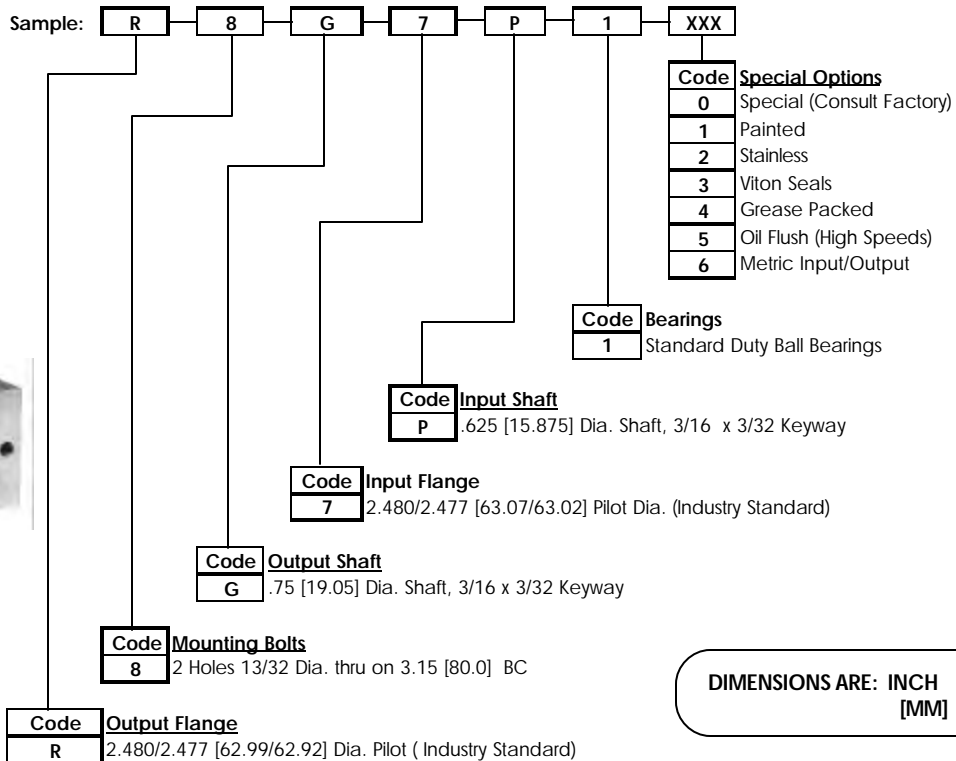 Sample: R 8 G 7 P 1 XXX
Code Special Options
0 Special (Consult Factory)
1 Painted
2 Stainless
3 Viton Seals
4 Grease Packed
5 Oil Flush (High Speeds)
6 Metric Input/Output
Code Bearings
1 Standard Duty Ball Bearings
Code Input Shaft
P .625 [15.875] Dia. Shaft, 3/16 x 3/32 Keyway
Code Input Flange
7 2.480/2.477 [63.07/63.02] Pilot Dia. (Industry Standard)
Code Output Shaft
G .75 [19.05] Dia. Shaft, 3/16 x 3/32 Keyway
Code Mounting Bolts
8 2 Holes 13/32 Dia. thru on 3.15 [80.0] BC
DIMENSIONS ARE: INCH
[MM]
Code Output Flange
R 2.480/2.477 [62.99/62.92] Dia. Pilot ( Industry Standard)